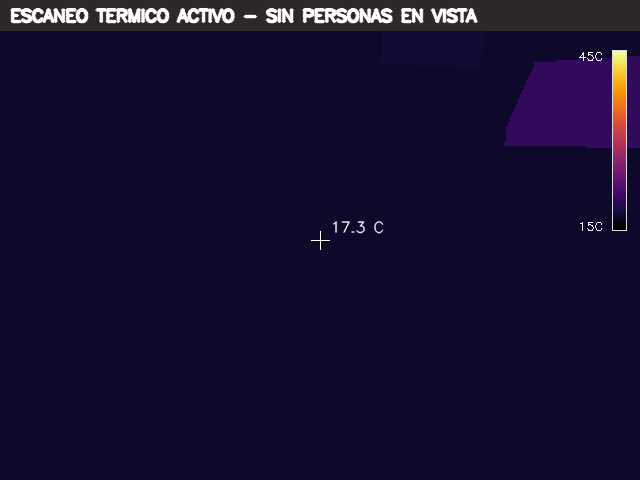 ESCANEO TERMICO ACTIVO - SIN PERSONAS EN VISTA
45C
17.3 C
15C